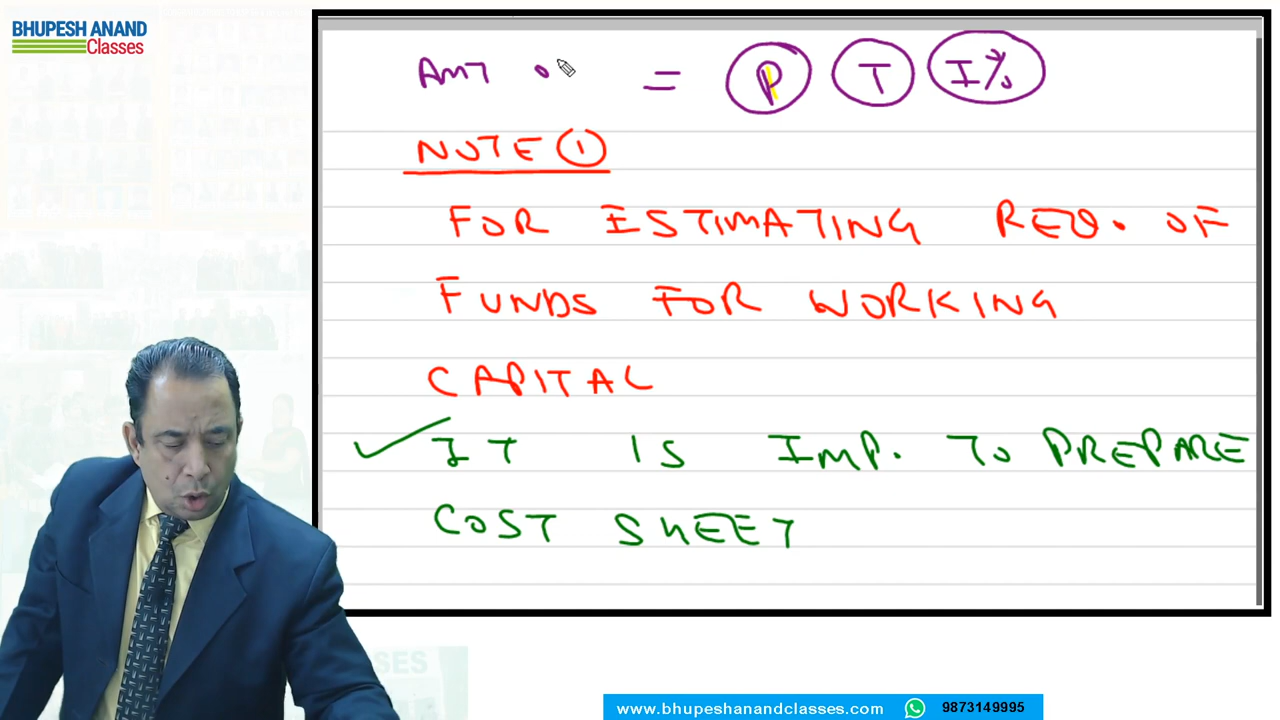 BHUPESH ANAND
Classes
AMT = P T I%
NOTE ①
FOR ESTIMATING REQ. OF
FUNDS FOR WORKING
CAPITAL
✓ IT IS IMP. TO PREPARE
COST SHEET
SES
www.bhupeshanandclasses.com 9873149995